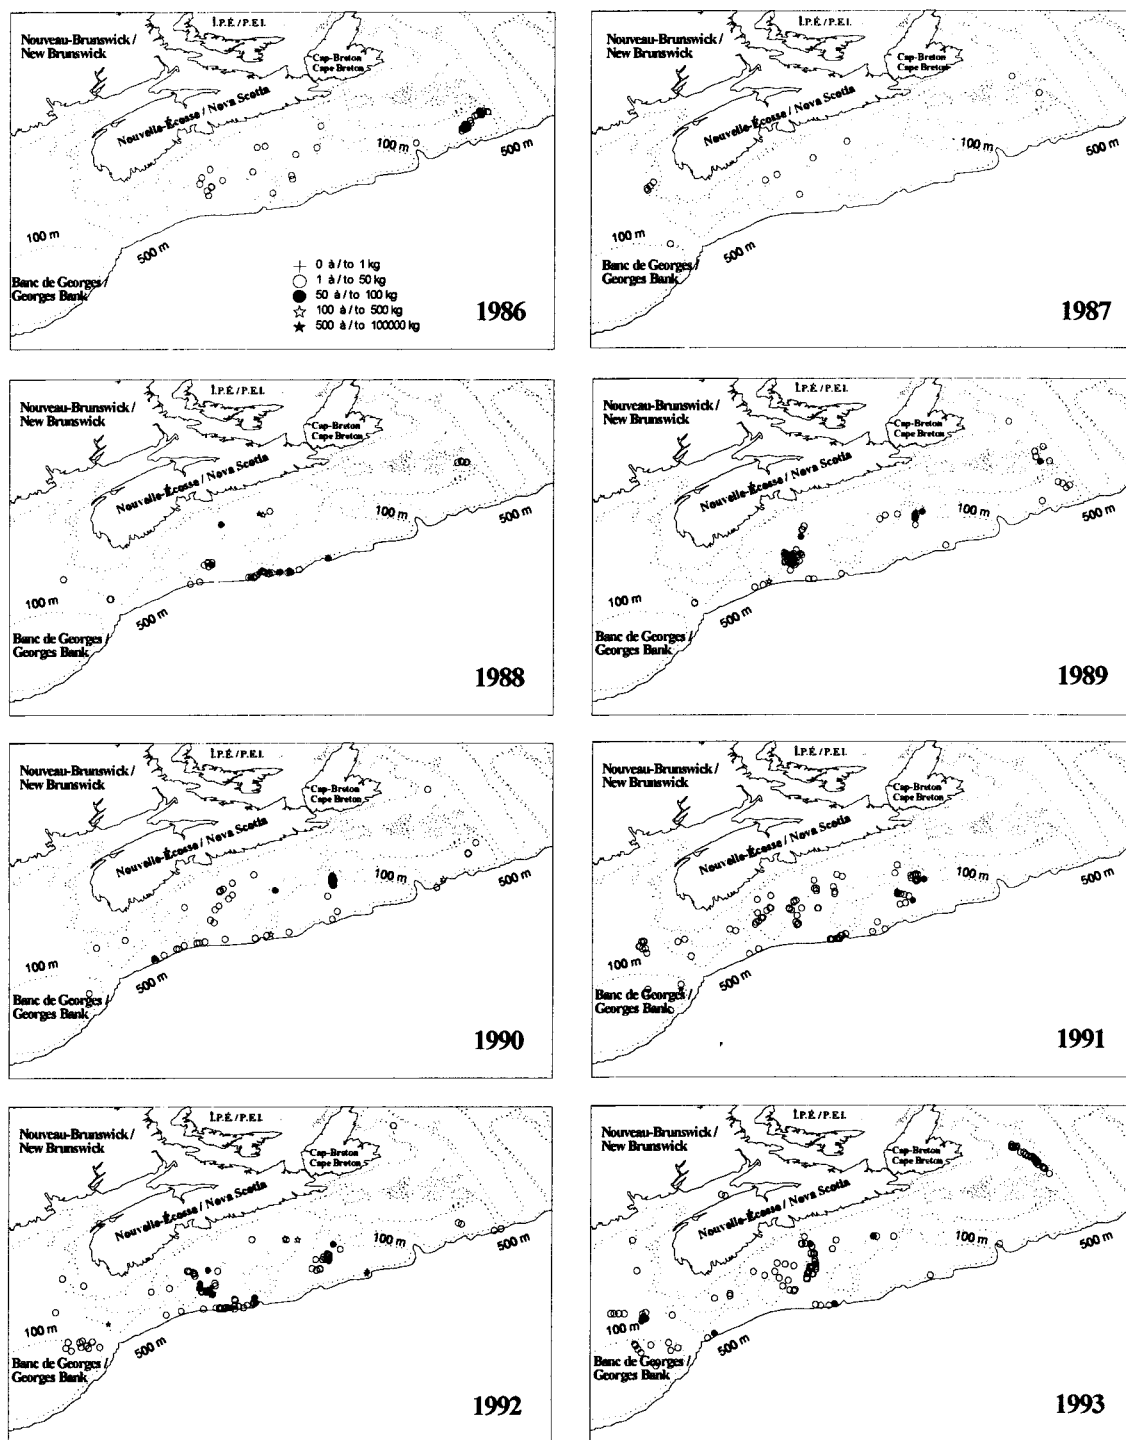 Î.P.É / P.E.I.
Nouveau-Brunswick /
New Brunswick
Cap-Breton
Cape Breton
Nouvelle-Écosse / Nova Scotia
100 m
500 m
100 m
500 m
Banc de Georges /
Georges Bank
0 à / to 1 kg
1 à / to 50 kg
50 à / to 100 kg
100 à / to 500 kg
500 à / to 100000 kg
1986
Î.P.É / P.E.I.
Nouveau-Brunswick /
New Brunswick
Cap-Breton
Cape Breton
Nouvelle-Écosse / Nova Scotia
100 m
500 m
100 m
500 m
Banc de Georges /
Georges Bank
1987
Î.P.É / P.E.I.
Nouveau-Brunswick /
New Brunswick
Cap-Breton
Cape Breton
Nouvelle-Écosse / Nova Scotia
100 m
500 m
100 m
500 m
Banc de Georges /
Georges Bank
1988
Î.P.É / P.E.I.
Nouveau-Brunswick /
New Brunswick
Cap-Breton
Cape Breton
Nouvelle-Écosse / Nova Scotia
100 m
500 m
100 m
500 m
Banc de Georges /
Georges Bank
1989
Î.P.É / P.E.I.
Nouveau-Brunswick /
New Brunswick
Cap-Breton
Cape Breton
Nouvelle-Écosse / Nova Scotia
100 m
500 m
100 m
500 m
Banc de Georges /
Georges Bank
1990
Î.P.É / P.E.I.
Nouveau-Brunswick /
New Brunswick
Cap-Breton
Cape Breton
Nouvelle-Écosse / Nova Scotia
100 m
500 m
100 m
500 m
Banc de Georges /
Georges Bank
1991
Î.P.É / P.E.I.
Nouveau-Brunswick /
New Brunswick
Cap-Breton
Cape Breton
Nouvelle-Écosse / Nova Scotia
100 m
500 m
100 m
500 m
Banc de Georges /
Georges Bank
1992
Î.P.É / P.E.I.
Nouveau-Brunswick /
New Brunswick
Cap-Breton
Cape Breton
Nouvelle-Écosse / Nova Scotia
100 m
500 m
100 m
500 m
Banc de Georges /
Georges Bank
1993